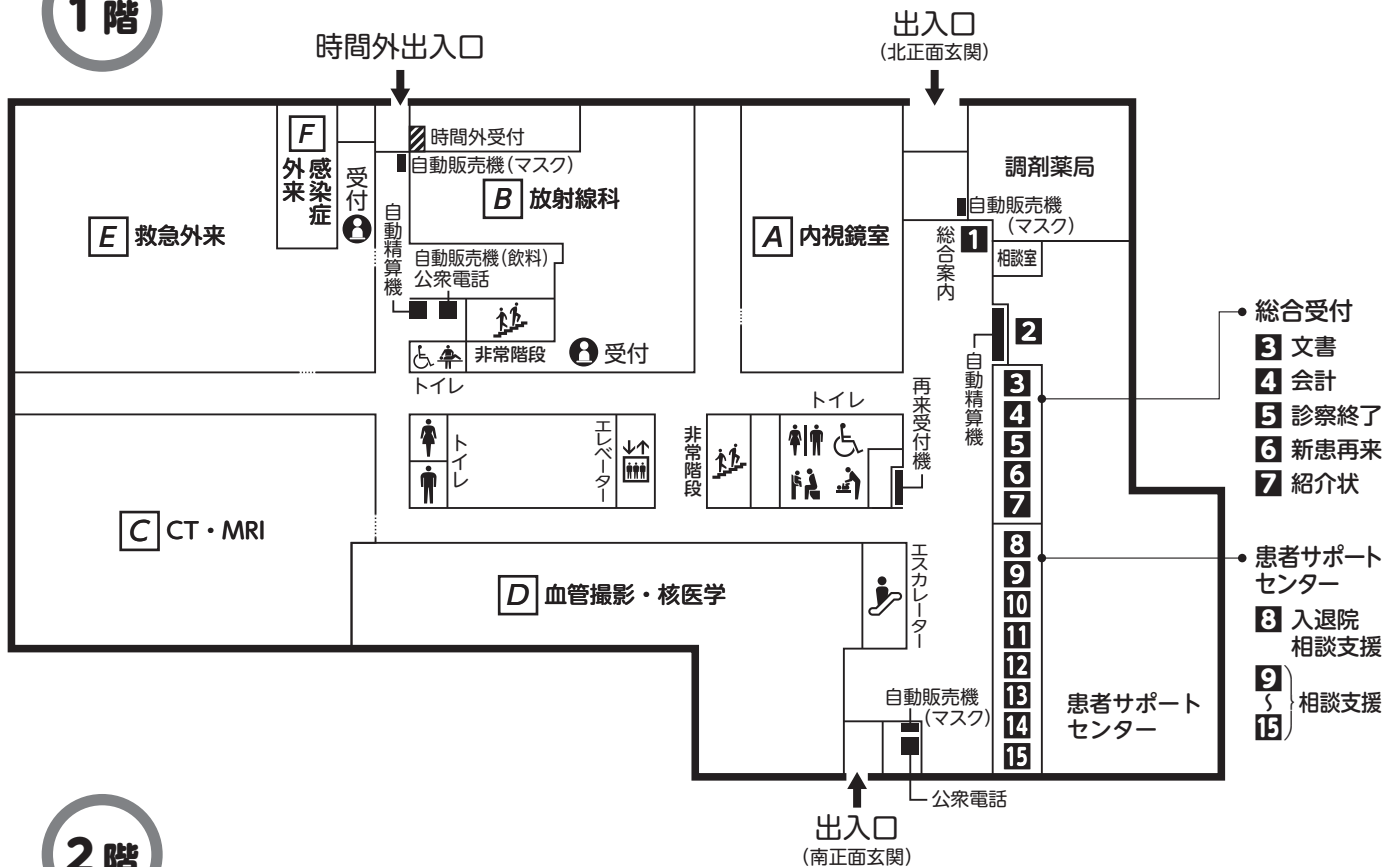 1階
時間外出入口
出入口
(北正面玄関)
F
感染症
外来
受付
時間外受付
自動販売機(マスク)
B 放射線科
E 救急外来
自動精算機
自動販売機(飲料)
公衆電話
非常階段
受付
トイレ
A 内視鏡室
調剤薬局
自動販売機
(マスク)
総合案内
1
相談室
2
自動精算機
再来受付機
トイレ
3
4
5
6
7
総合受付
3 文書
4 会計
5 診察終了
6 新患再来
7 紹介状
トイレ
エレベーター
非常階段
C CT・MRI
D 血管撮影・核医学
エスカレーター
8
9
10
11
12
13
14
15
患者サポート
センター
患者サポート
センター
8 入退院
相談支援
9
〜
15
相談支援
自動販売機
(マスク)
公衆電話
出入口
(南正面玄関)
2階